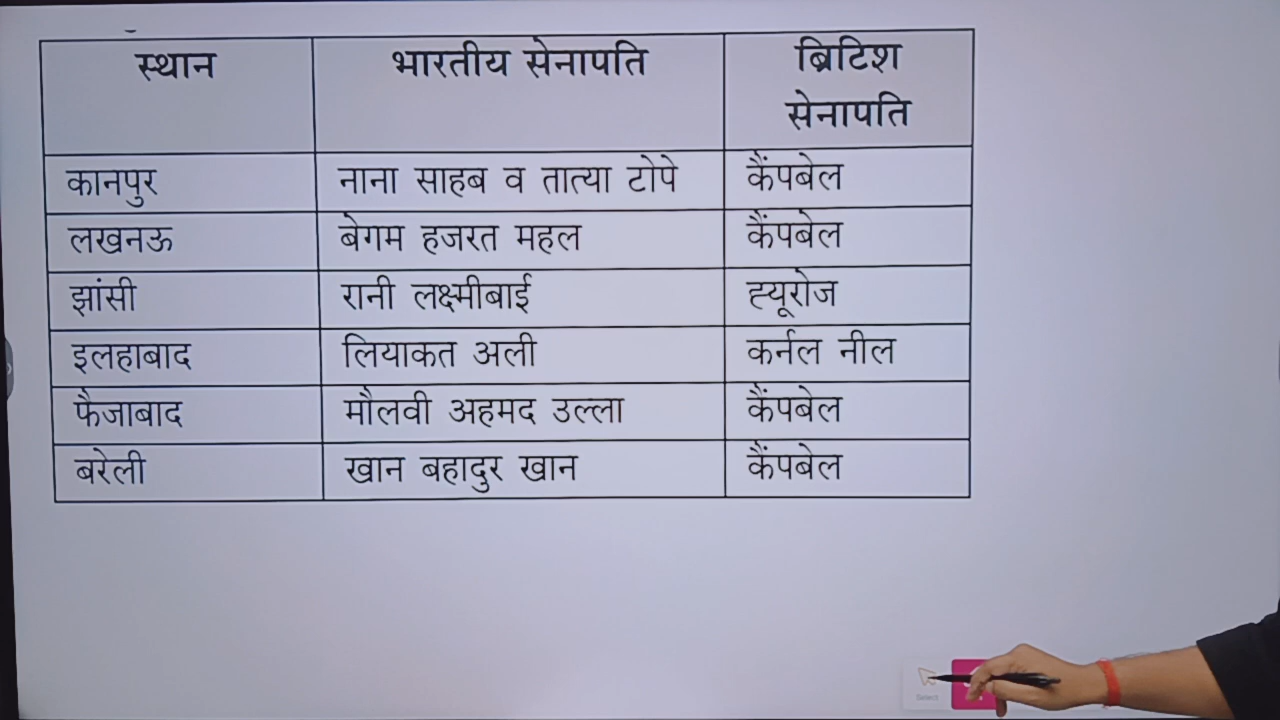 स्थान भारतीय सेनापति ब्रिटिश सेनापति
कानपुर नाना साहब व तात्या टोपे कैंपबेल
लखनऊ बेगम हजरत महल कैंपबेल
झांसी रानी लक्ष्मीबाई ह्यूरोज
इलहाबाद लियाकत अली कर्नल नील
फैजाबाद मौलवी अहमद उल्ला कैंपबेल
बरेली खान बहादुर खान कैंपबेल
Select